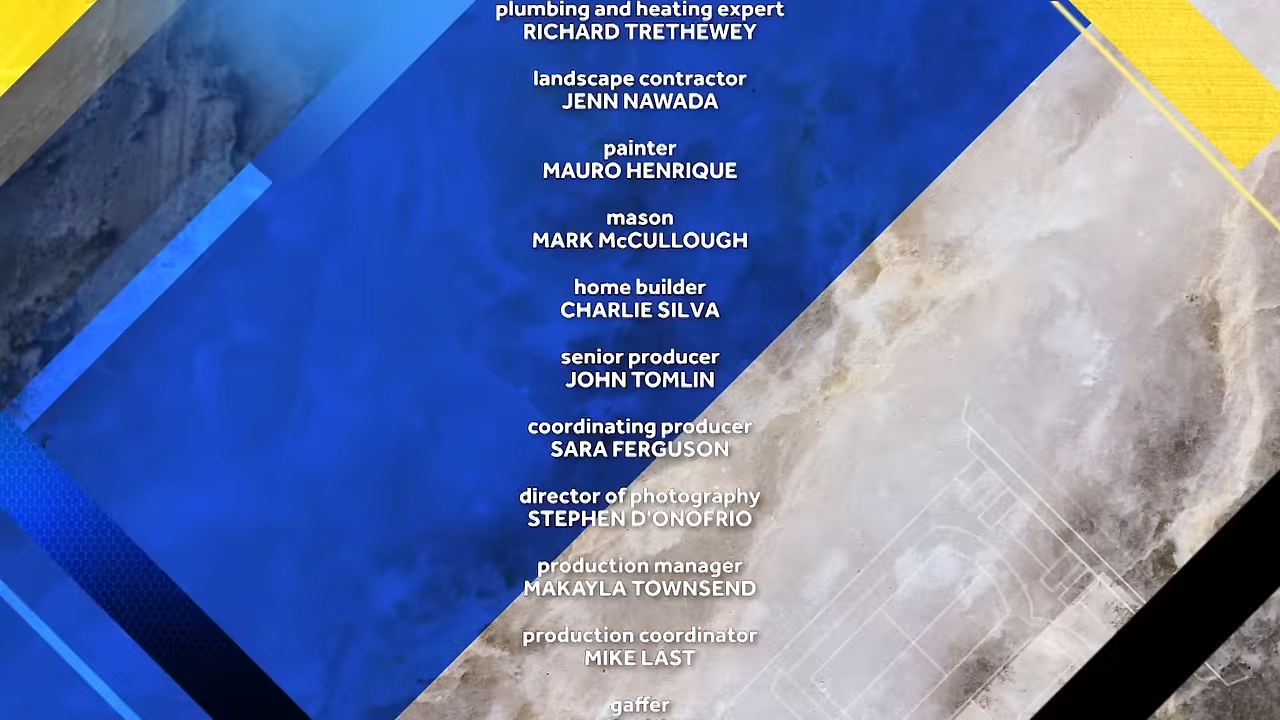 plumbing and heating expert
RICHARD TRETHEWEY
landscape contractor
JENN NAWADA
painter
MAURO HENRIQUE
mason
MARK McCULLOUGH
home builder
CHARLIE SILVA
senior producer
JOHN TOMLIN
coordinating producer
SARA FERGUSON
director of photography
STEPHEN D'ONOFRIO
production manager
MAKAYLA TOWNSEND
production coordinator
MIKE LAST
gaffer